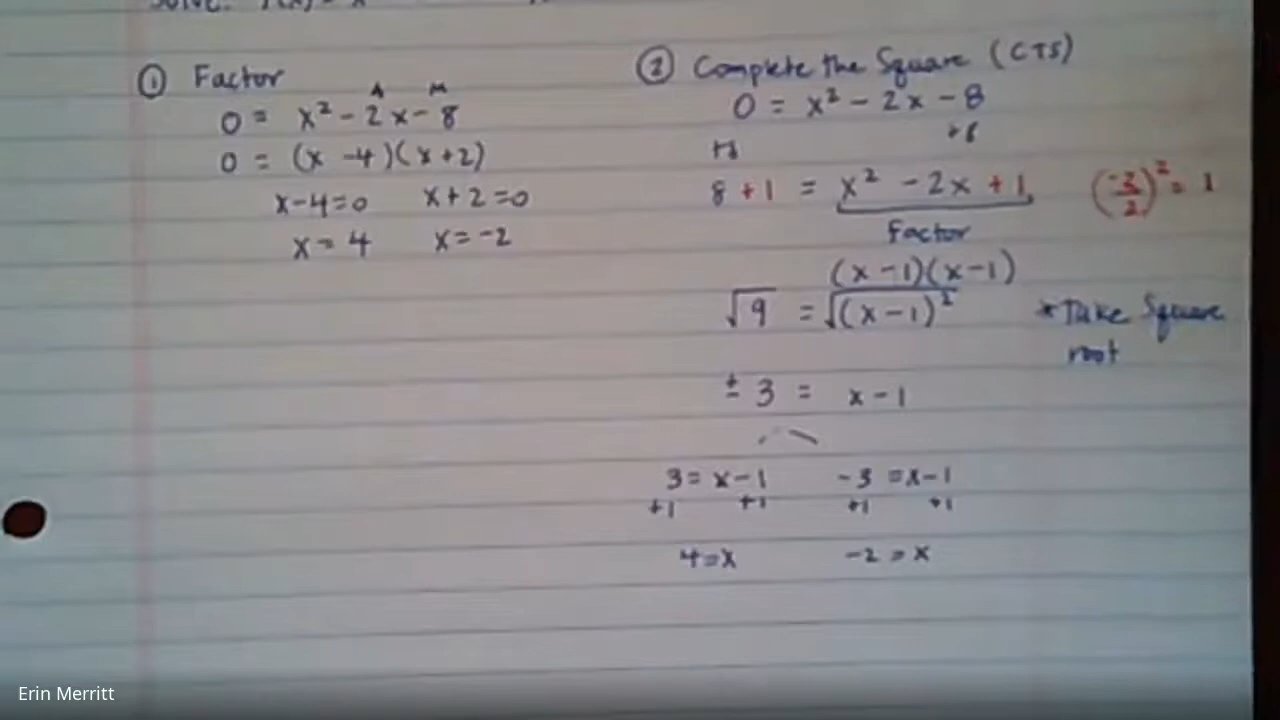 Solve: f(x) = x
① Factor
A M
0 = x² - 2x - 8
0 = (x - 4)(x + 2)
x - 4 = 0 x + 2 = 0
x = 4 x = -2
② Complete the Square (CTS)
0 = x² - 2x - 8
+8 +8
8 + 1 = x² - 2x + 1 (-2/2)² = 1
Factor
(x - 1)(x - 1)
√9 = √(x - 1)² * Take Square
root
± 3 = x - 1
3 = x - 1 -3 = x - 1
+1 +1 +1 +1
4 = x -2 = x
Erin Merritt